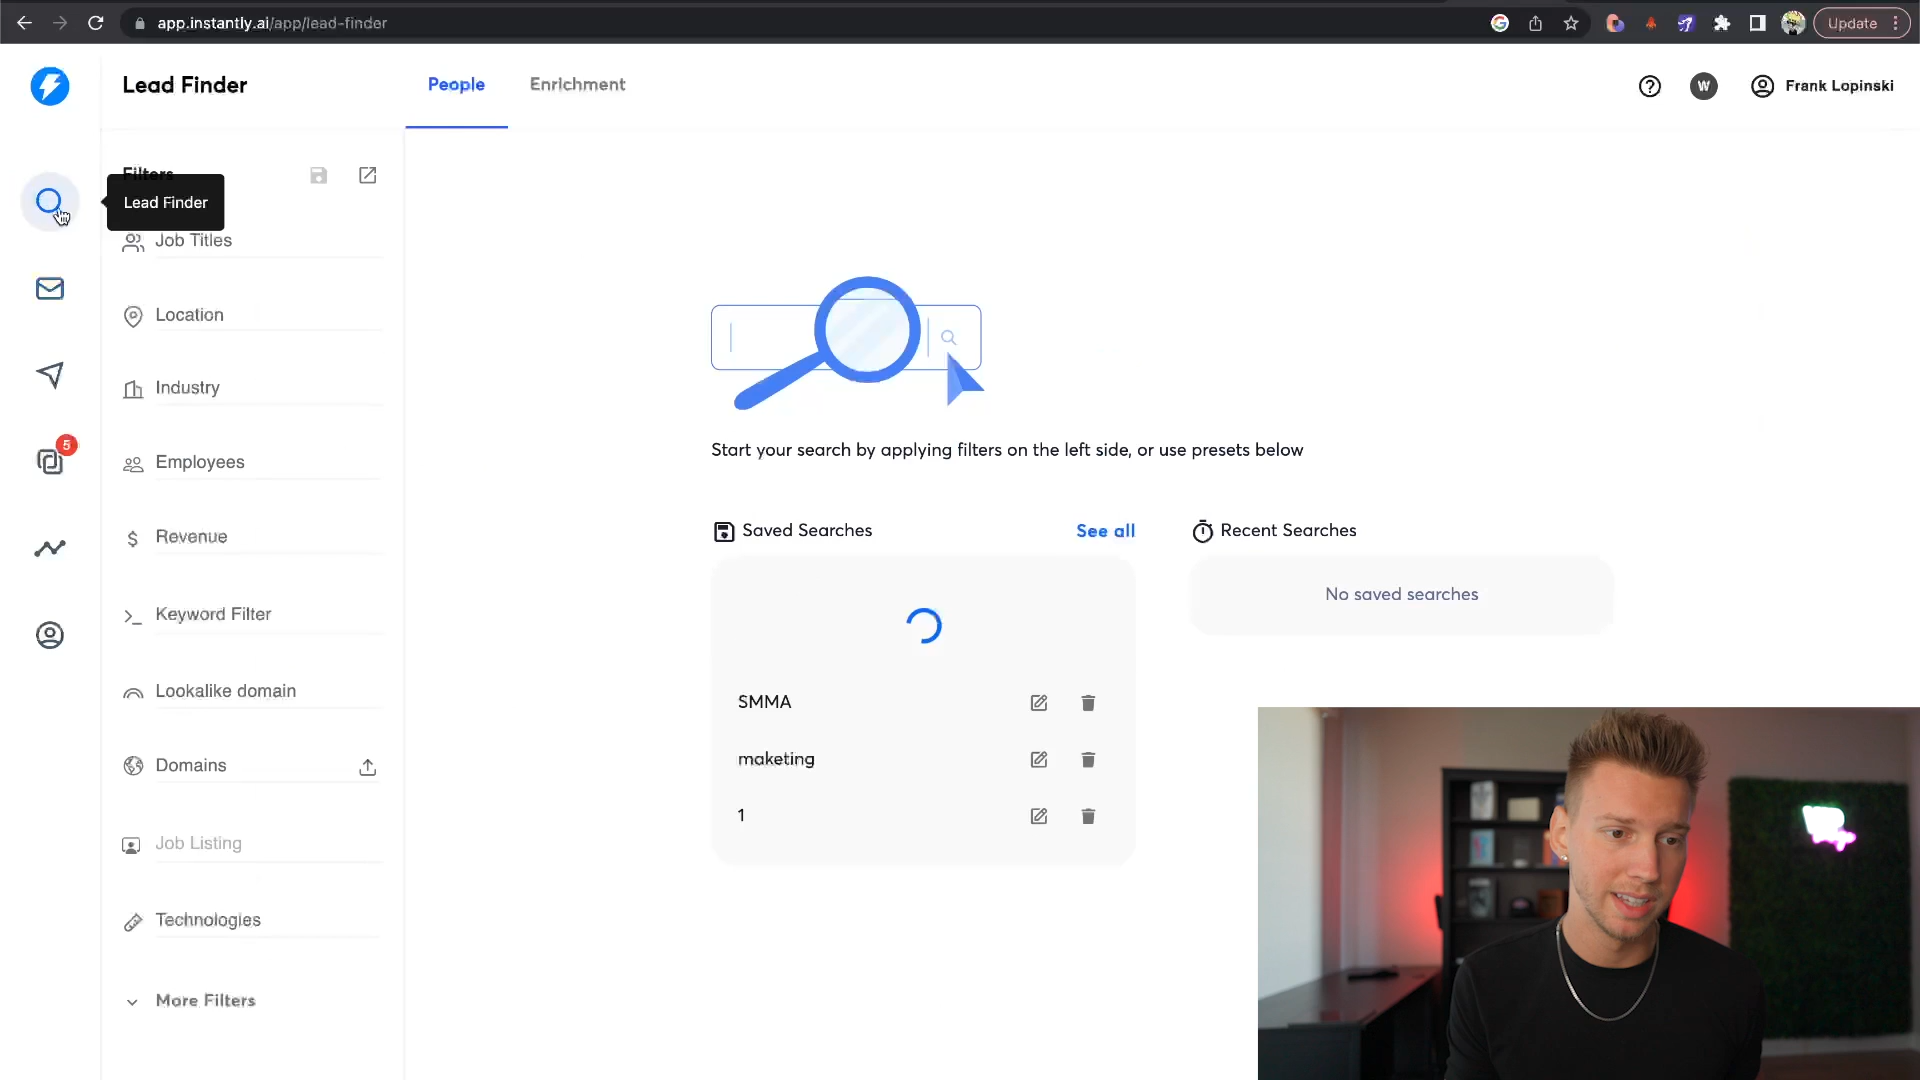 app.instantly.ai/app/lead-finder
Update
Lead Finder
People
Enrichment
W
Frank Lopinski
Filters
Lead Finder
Job Titles
Location
Industry
Employees
5
Revenue
Keyword Filter
Lookalike domain
Domains
Job Listing
Technologies
More Filters
Start your search by applying filters on the left side, or use presets below
Saved Searches
See all
SMMA
maketing
1
Recent Searches
No saved searches